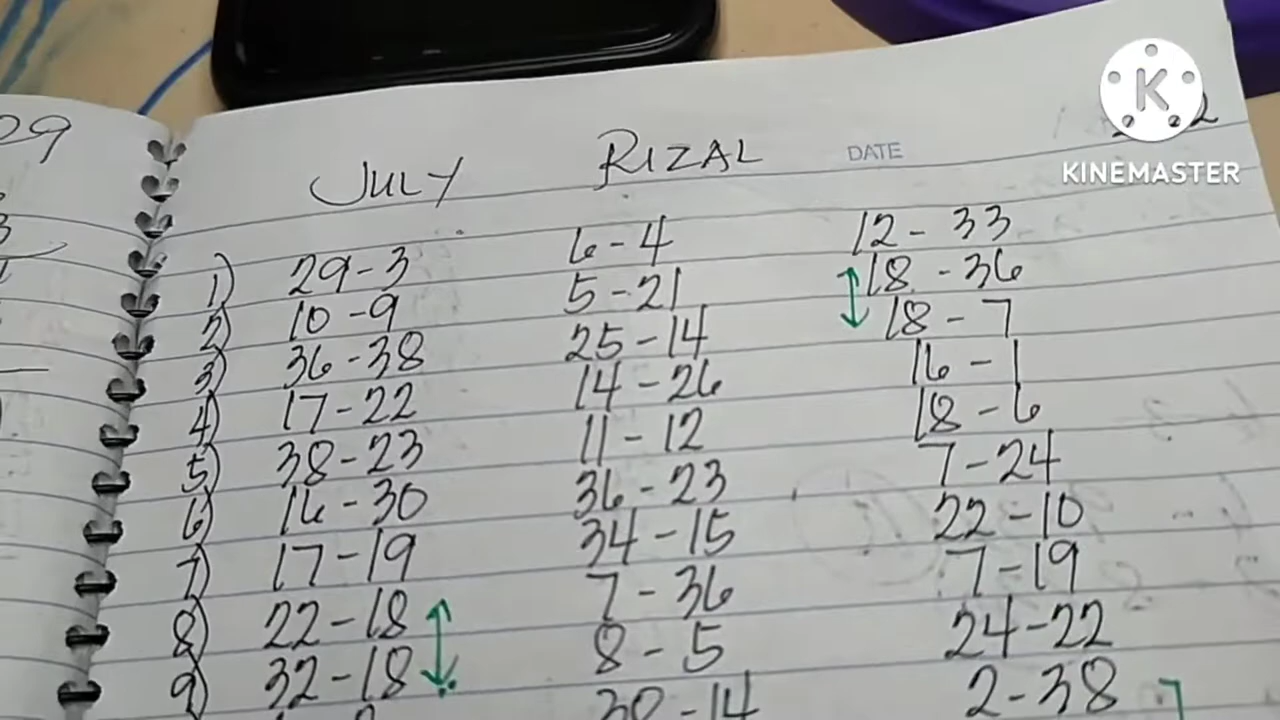 29
KINEMASTER
JULY RIZAL DATE
1) 29-3 6-4 12-33
2) 10-9 5-21 18-36
3) 36-38 25-14 18-7
4) 17-22 14-26 16-1
5) 38-23 11-12 18-6
6) 16-30 36-23 7-24
7) 17-19 34-15 22-10
8) 22-18 7-36 7-19
9) 32-18 8-5 24-22
30-14 2-38